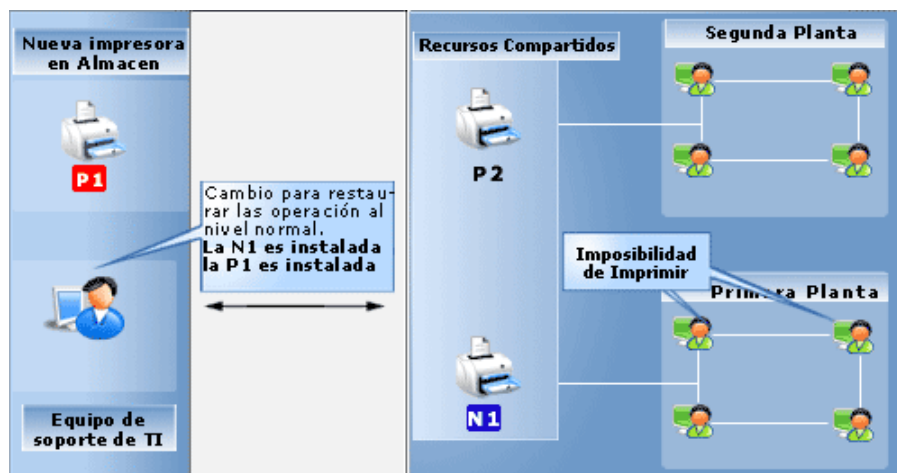 Nueva impresora
en Almacen
P1
Cambio para restau-
rar las operación al
nivel normal.
La N1 es instalada
la P1 es instalada
Equipo de
soporte de TI
Recursos Compartidos
P2
N1
Segunda Planta
Imposibilidad
de Imprimir
Primera Planta